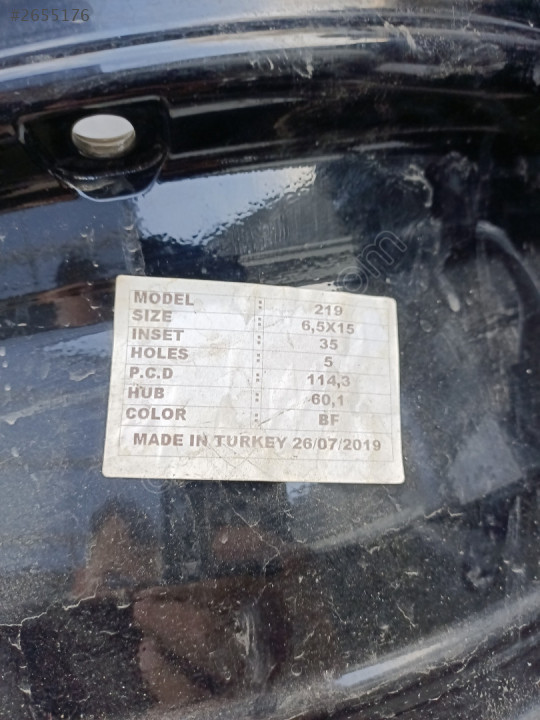 #2655176
MODEL : 219
SIZE : 6,5X15
INSET : 35
HOLES : 5
P.C.D : 114,3
HUB : 60,1
COLOR : BF
MADE IN TURKEY 26/07/2019